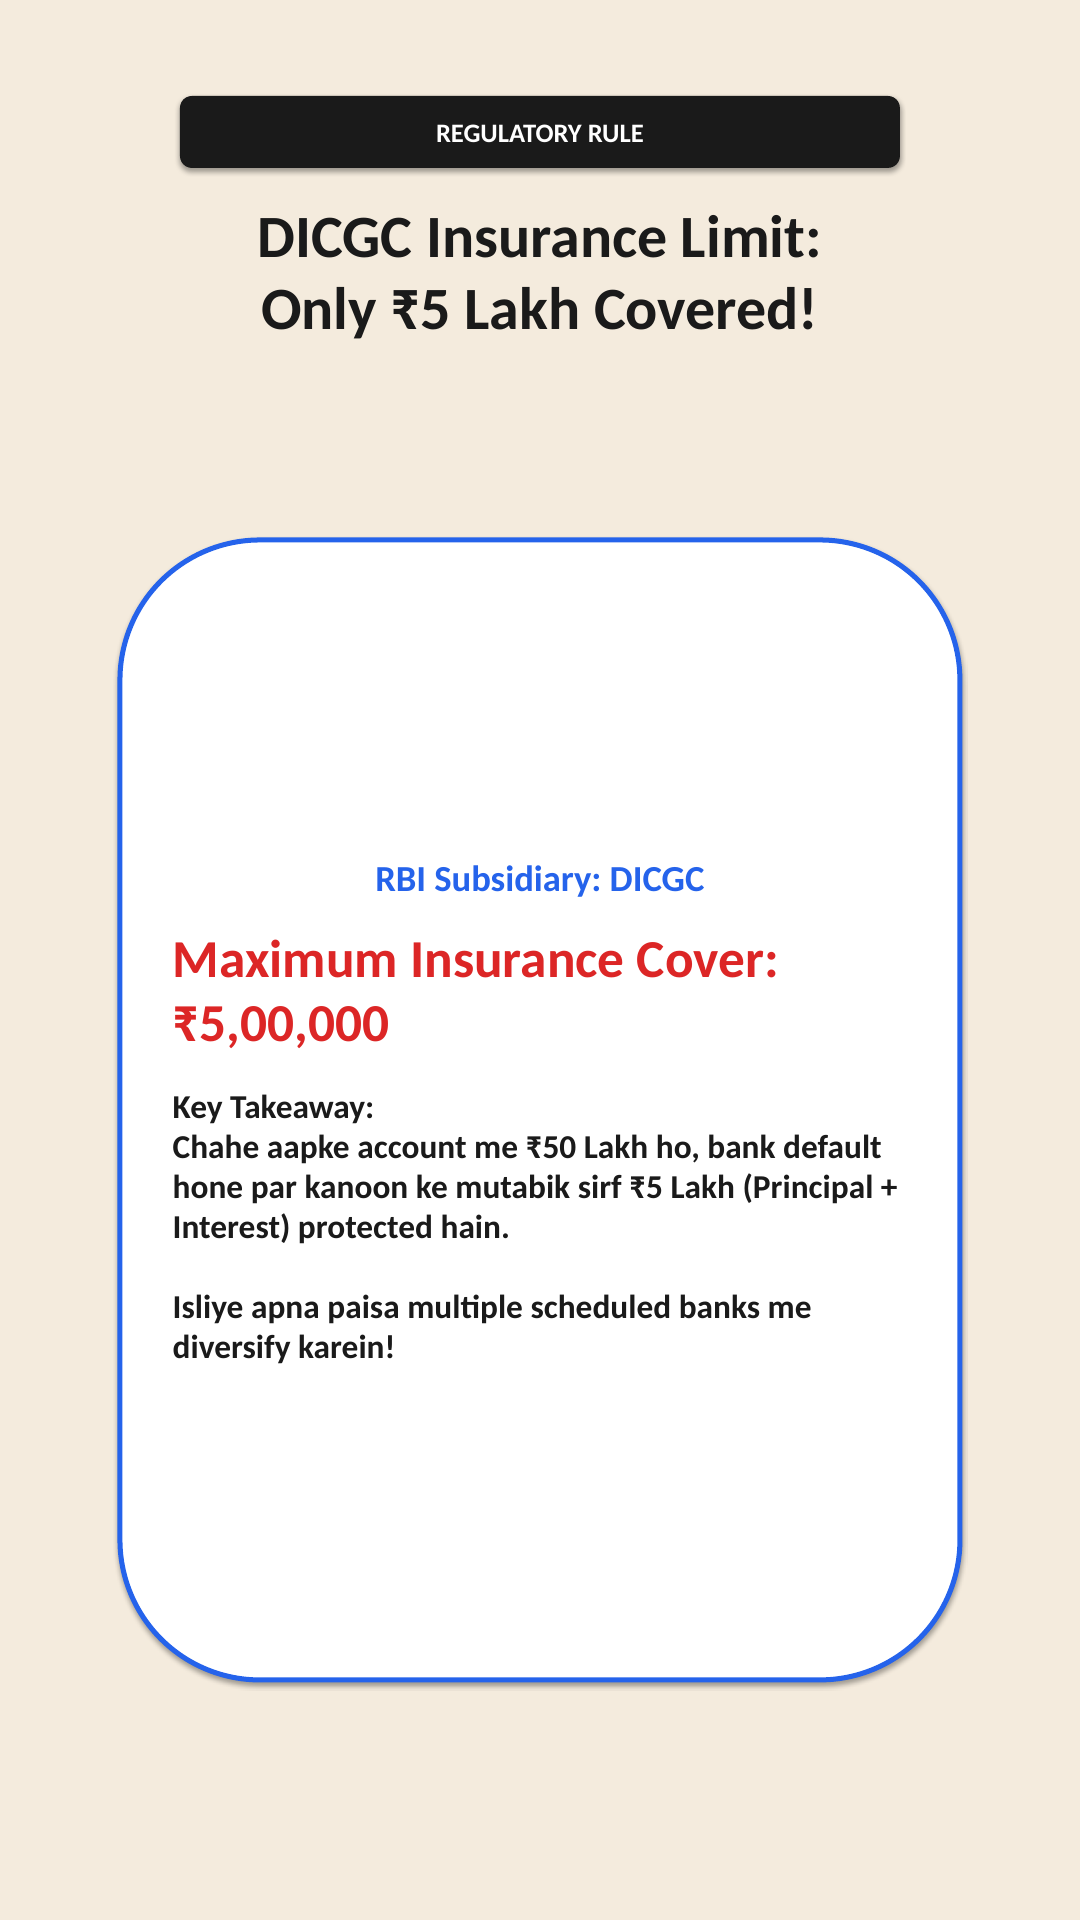 REGULATORY RULE
DICGC Insurance Limit:
Only ₹5 Lakh Covered!
RBI Subsidiary: DICGC
Maximum Insurance Cover:
₹5,00,000
Key Takeaway:
Chahe aapke account me ₹50 Lakh ho, bank default
hone par kanoon ke mutabik sirf ₹5 Lakh (Principal +
Interest) protected hain.
Isliye apna paisa multiple scheduled banks me
diversify karein!